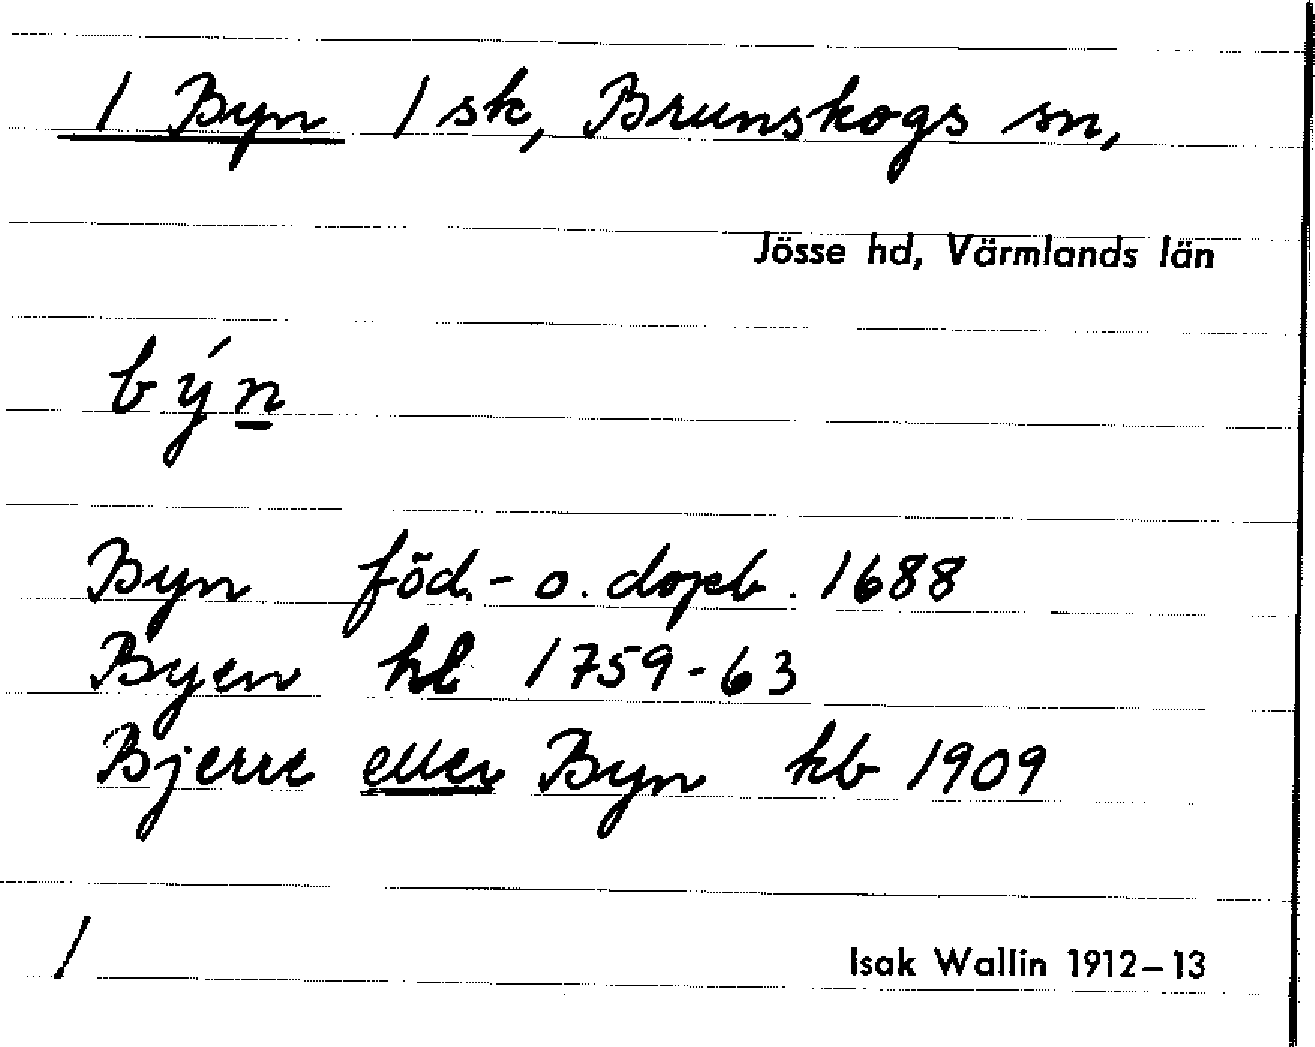 1 Byn 1 sk, Brunskogs sn,
Jösse hd, Värmlands län
býn
Byn föd.- o. dopb. 1688
Byen hl 1759-63
Bjerre eller Byn kb 1909
1
Isak Wallin 1912-13